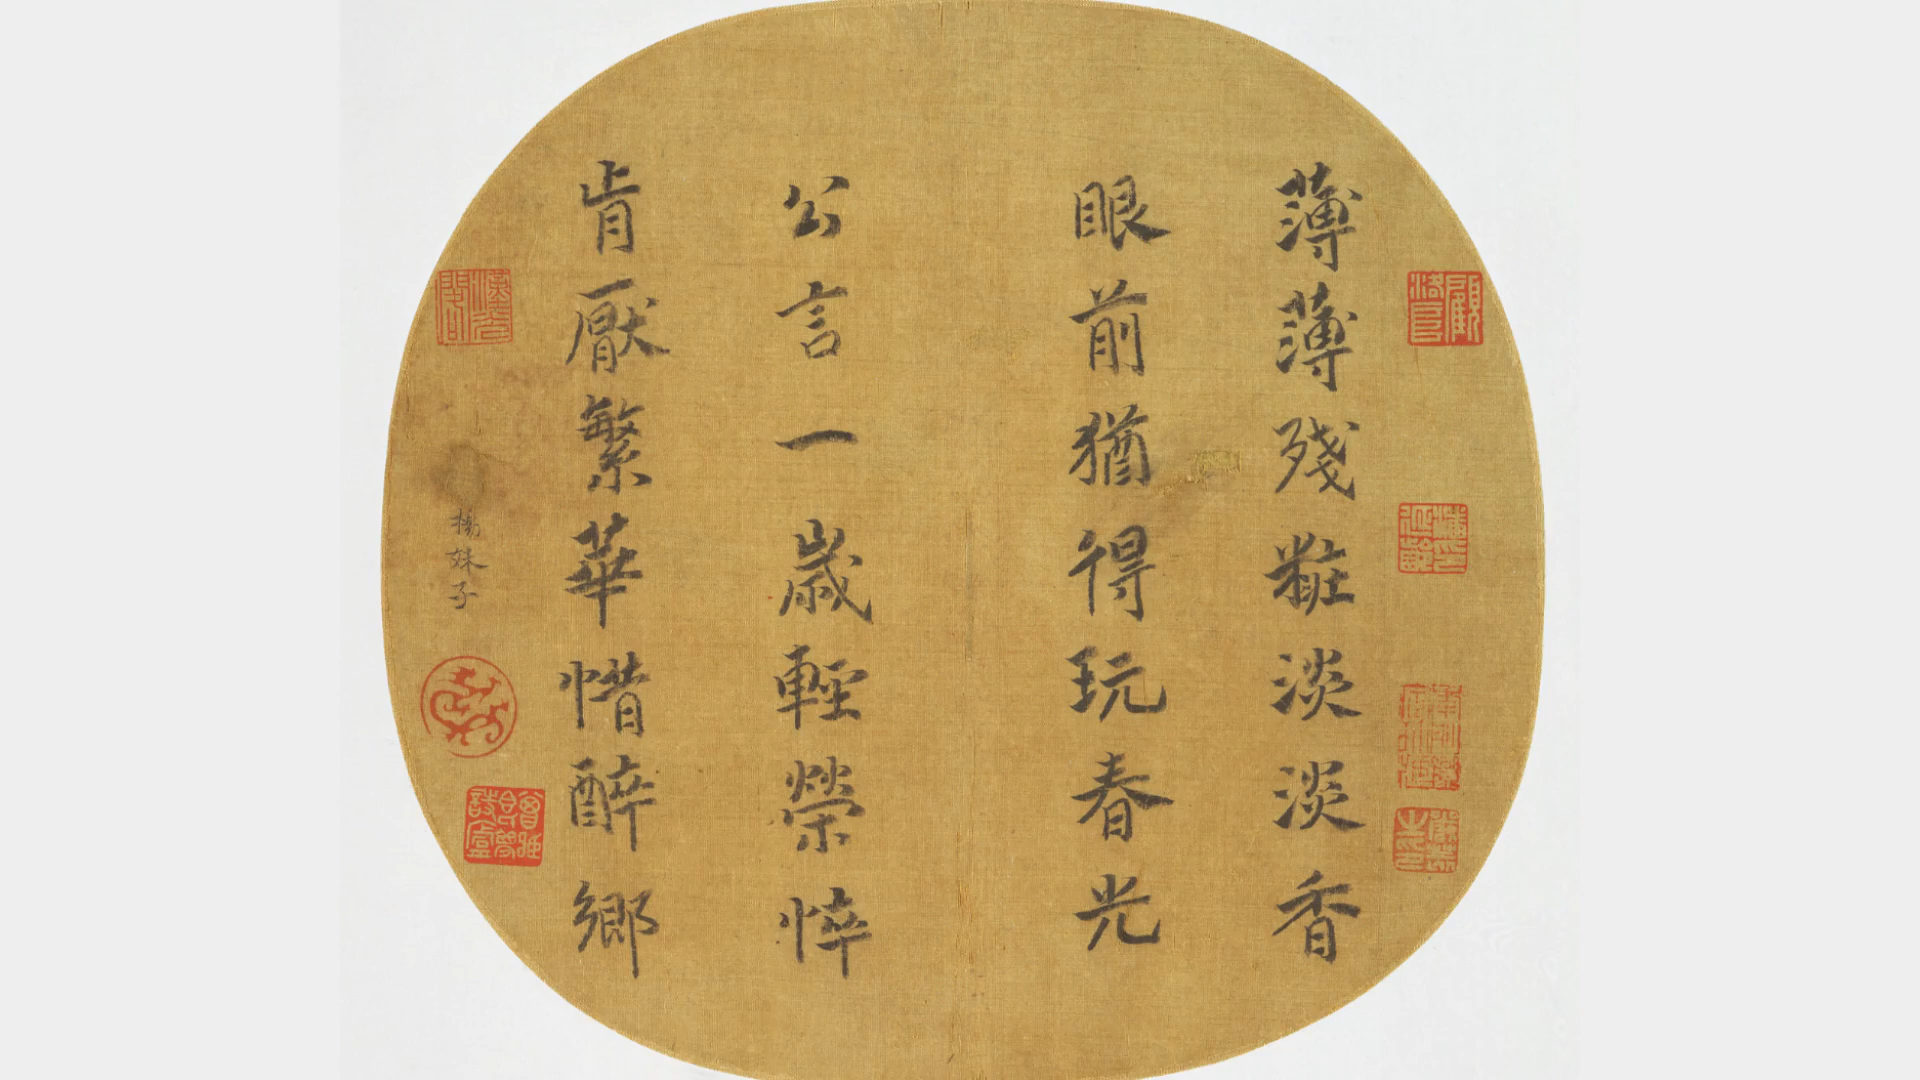 薄薄殘粧淡淡香
眼前猶得玩春光
公言一歲輕榮悴
肯厭繁華惜醉鄉
楊妹子